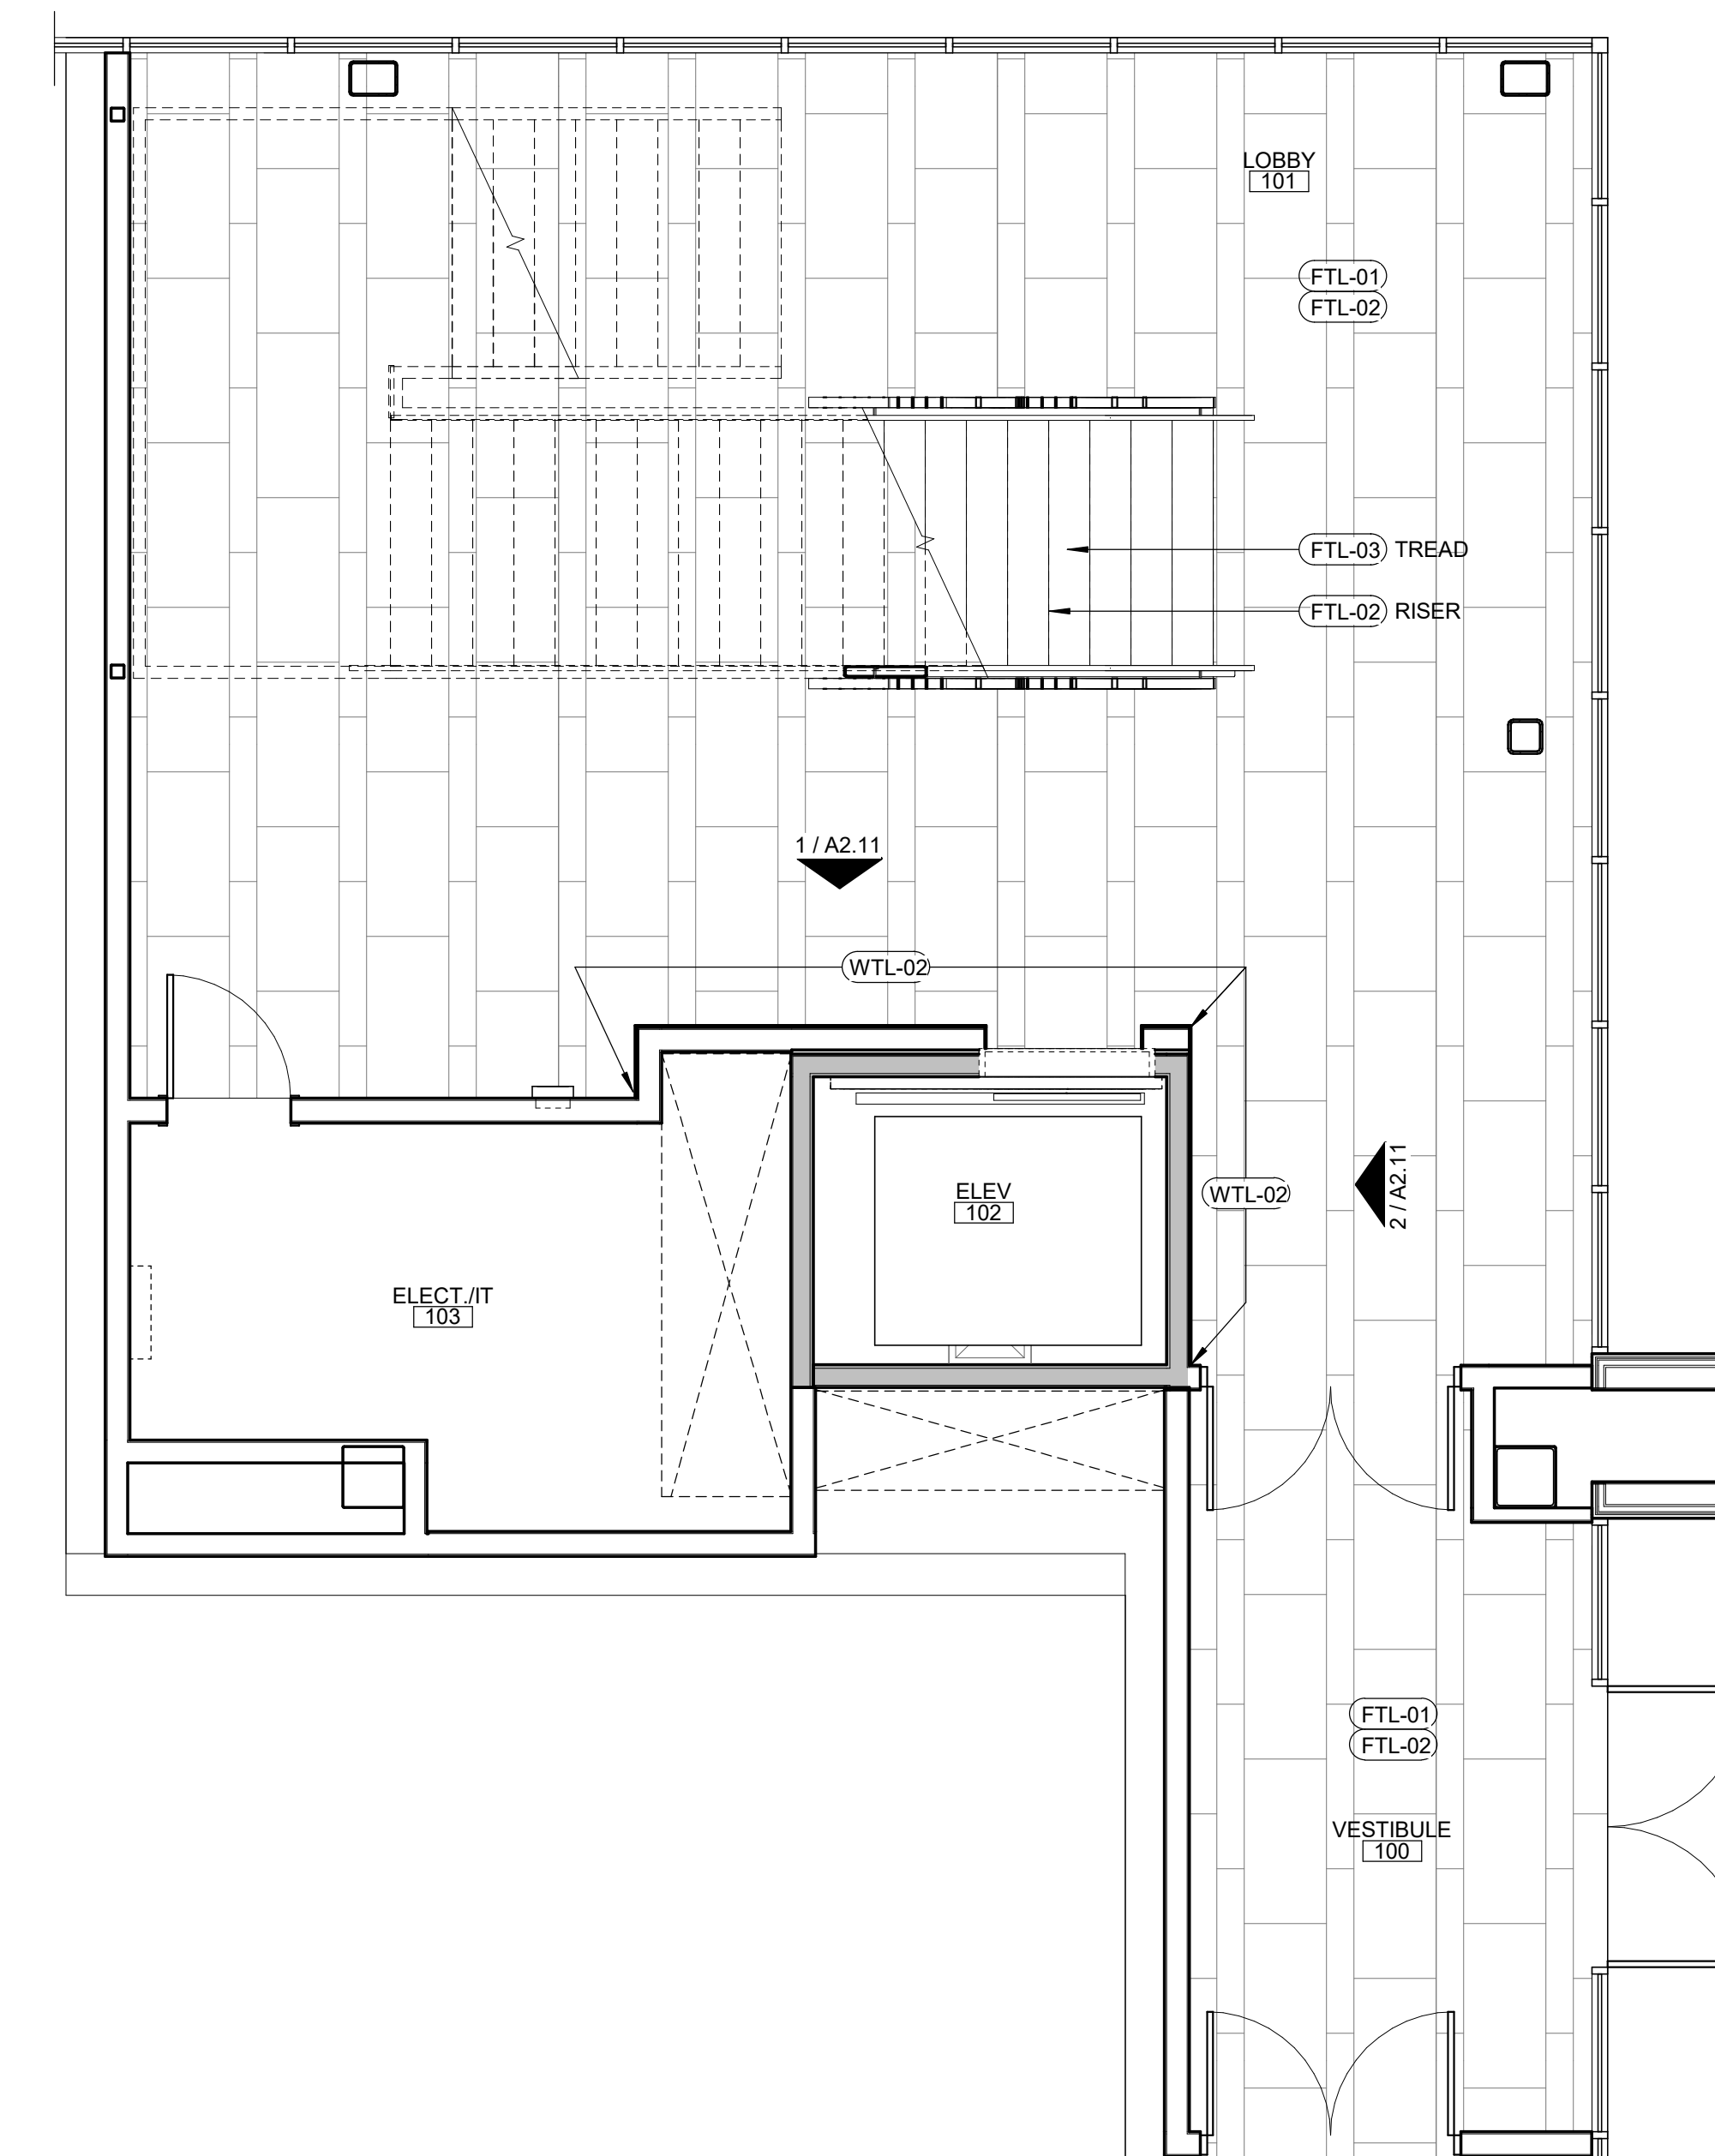 LOBBY
101
FTL-01
FTL-02
FTL-03 TREAD
FTL-02 RISER
1 / A2.11
WTL-02
2 / A2.11
ELEV
102
WTL-02
ELECT./IT
103
FTL-01
FTL-02
VESTIBULE
100